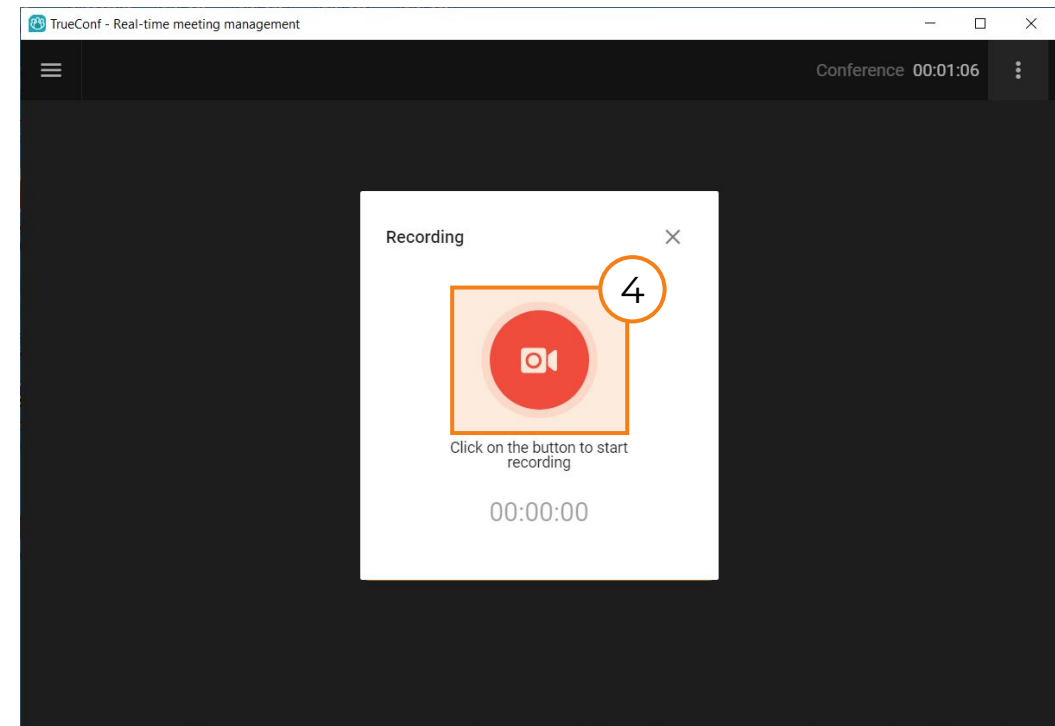 TrueConf - Real-time meeting management
Conference 00:01:06
Recording
4
Click on the button to start
recording
00:00:00